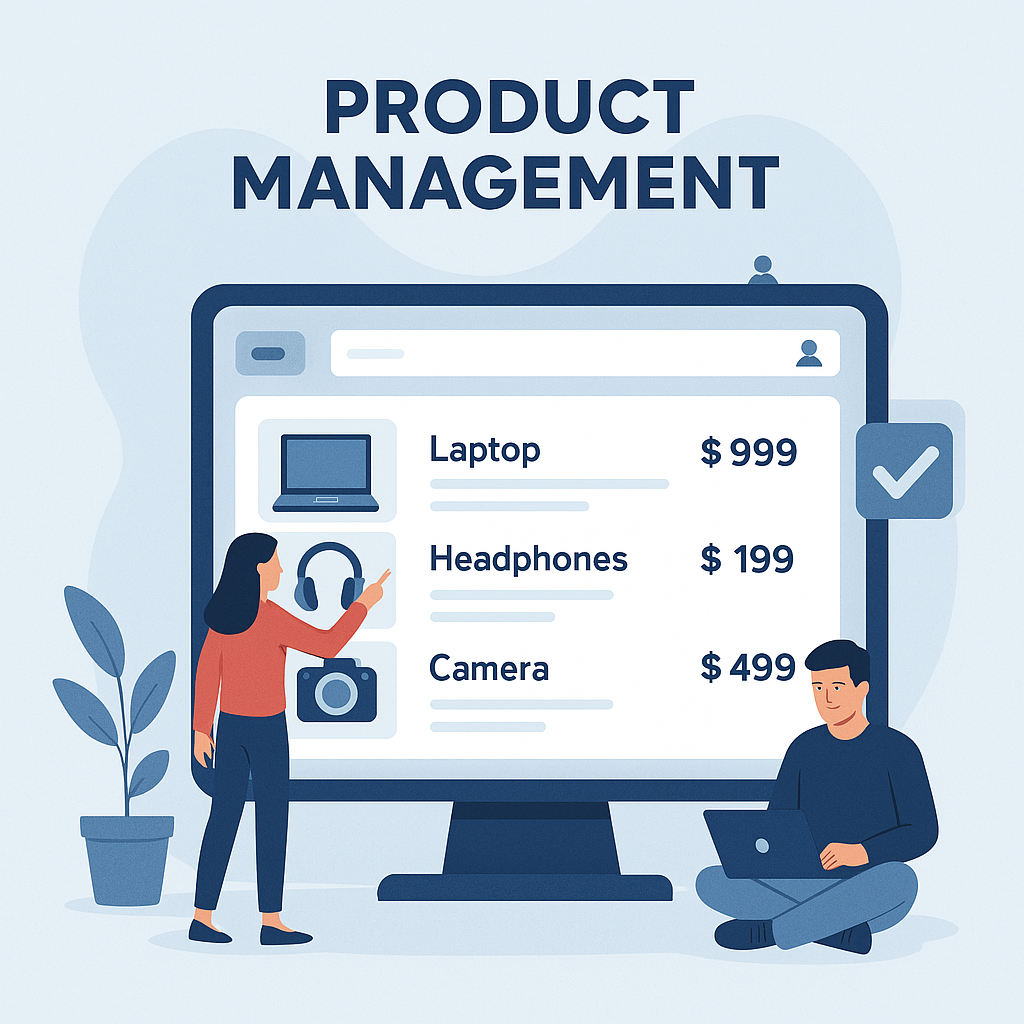 PRODUCT
MANAGEMENT
Laptop $ 999
Headphones $ 199
Camera $ 499